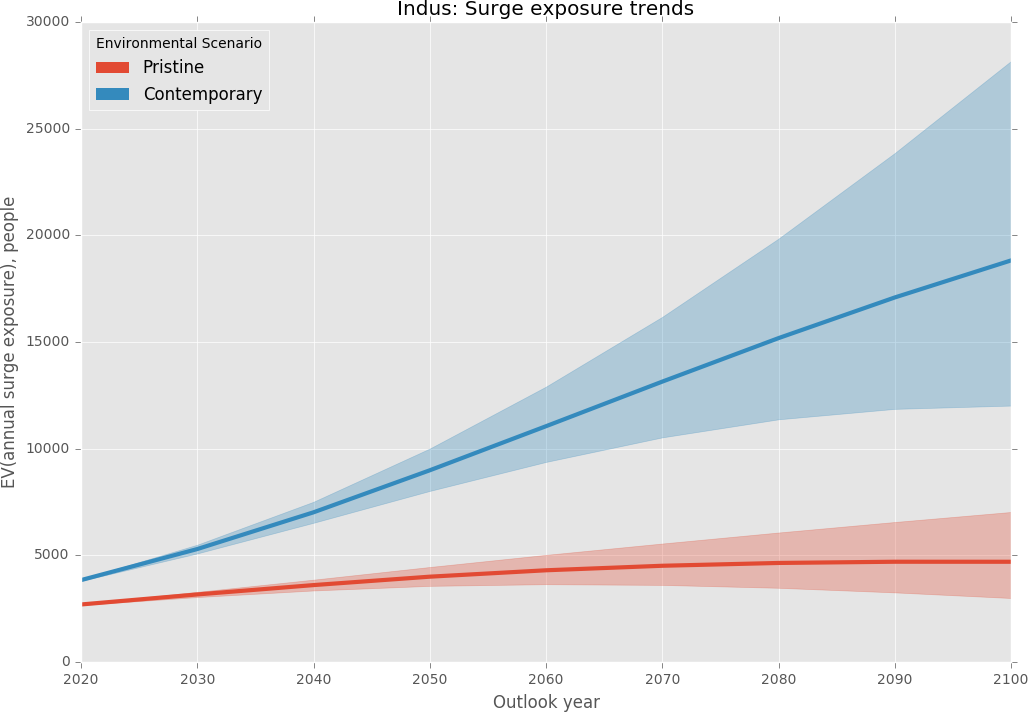 Indus: Surge exposure trends
30000
25000
20000
15000
10000
5000
0
EV(annual surge exposure), people
Environmental Scenario
Pristine
Contemporary
2020 2030 2040 2050 2060 2070 2080 2090 2100
Outlook year